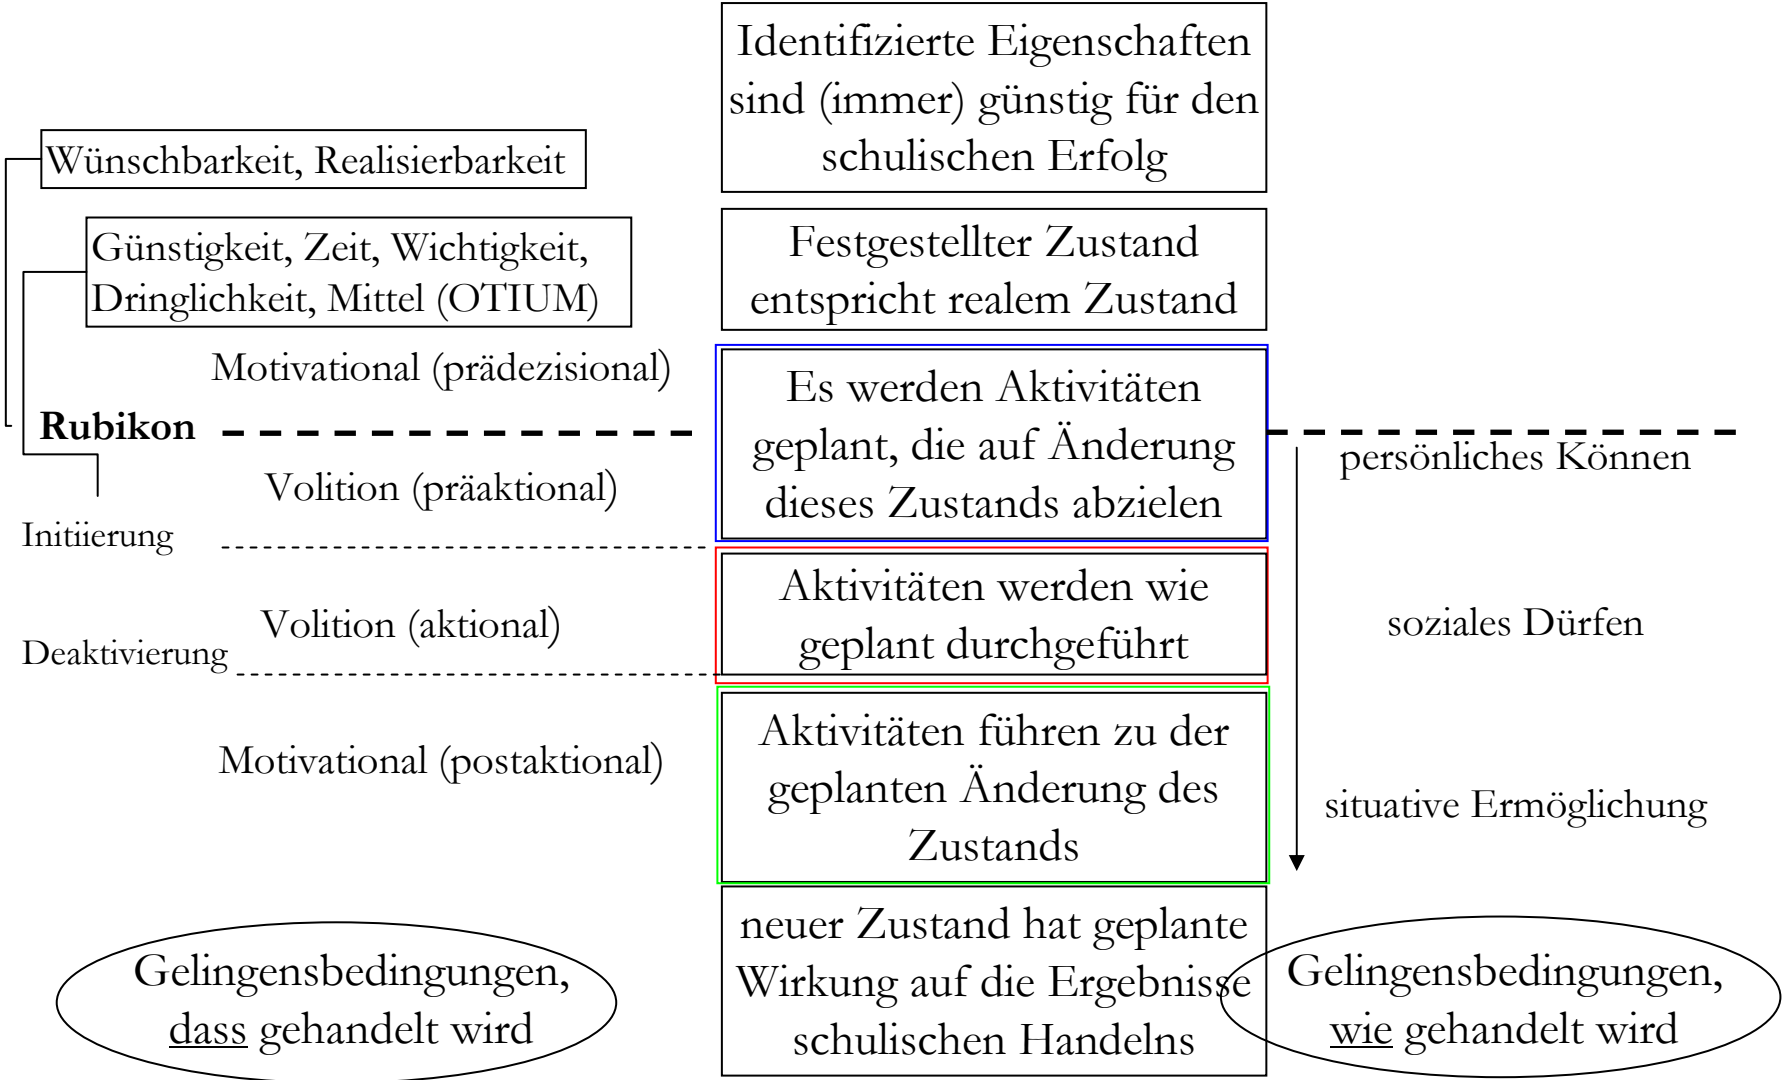 Identifizierte Eigenschaften
sind (immer) günstig für den
schulischen Erfolg
Wünschbarkeit, Realisierbarkeit
Günstigkeit, Zeit, Wichtigkeit,
Dringlichkeit, Mittel (OTIUM)
Festgestellter Zustand
entspricht realem Zustand
Motivational (prädezisional)
Es werden Aktivitäten
geplant, die auf Änderung
dieses Zustands abzielen
Rubikon
persönliches Können
Volition (präaktional)
Initiierung
Aktivitäten werden wie
geplant durchgeführt
Volition (aktional)
soziales Dürfen
Deaktivierung
Aktivitäten führen zu der
geplanten Änderung des
Zustands
Motivational (postaktional)
situative Ermöglichung
neuer Zustand hat geplante
Wirkung auf die Ergebnisse
schulischen Handelns
Gelingensbedingungen,
dass gehandelt wird
Gelingensbedingungen,
wie gehandelt wird